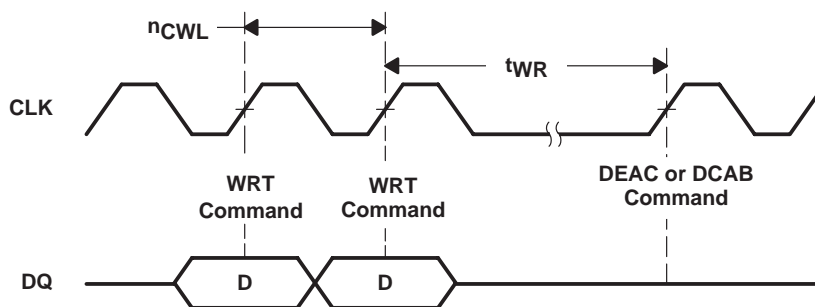 nCWL
tWR
CLK
WRT
Command
WRT
Command
DEAC or DCAB
Command
DQ
D
D